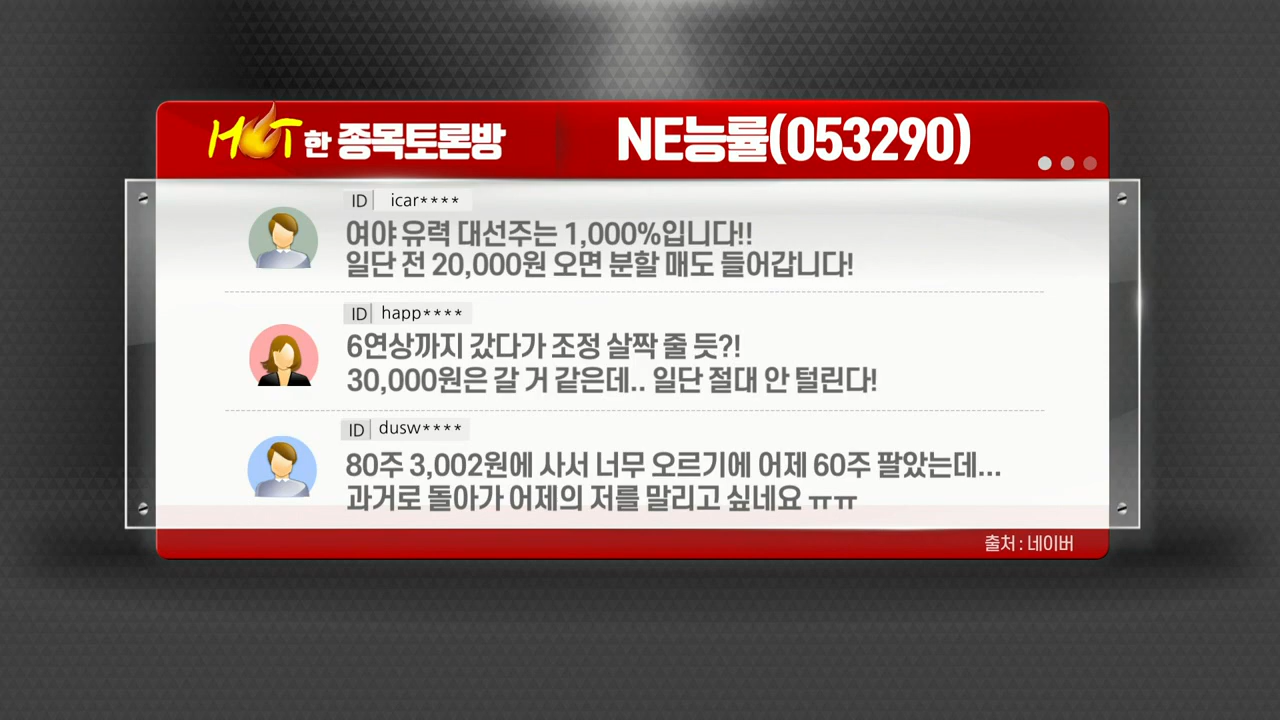 HOT한 종목토론방
NE능률(053290)
ID icar****
여야 유력 대선주는 1,000%입니다!!
일단 전 20,000원 오면 분할 매도 들어갑니다!
ID happ****
6연상까지 갔다가 조정 살짝 줄 듯?!
30,000원은 갈 거 같은데.. 일단 절대 안 털린다!
ID dusw****
80주 3,002원에 사서 너무 오르기에 어제 60주 팔았는데...
과거로 돌아가 어제의 저를 말리고 싶네요 ㅠㅠ
출처 : 네이버